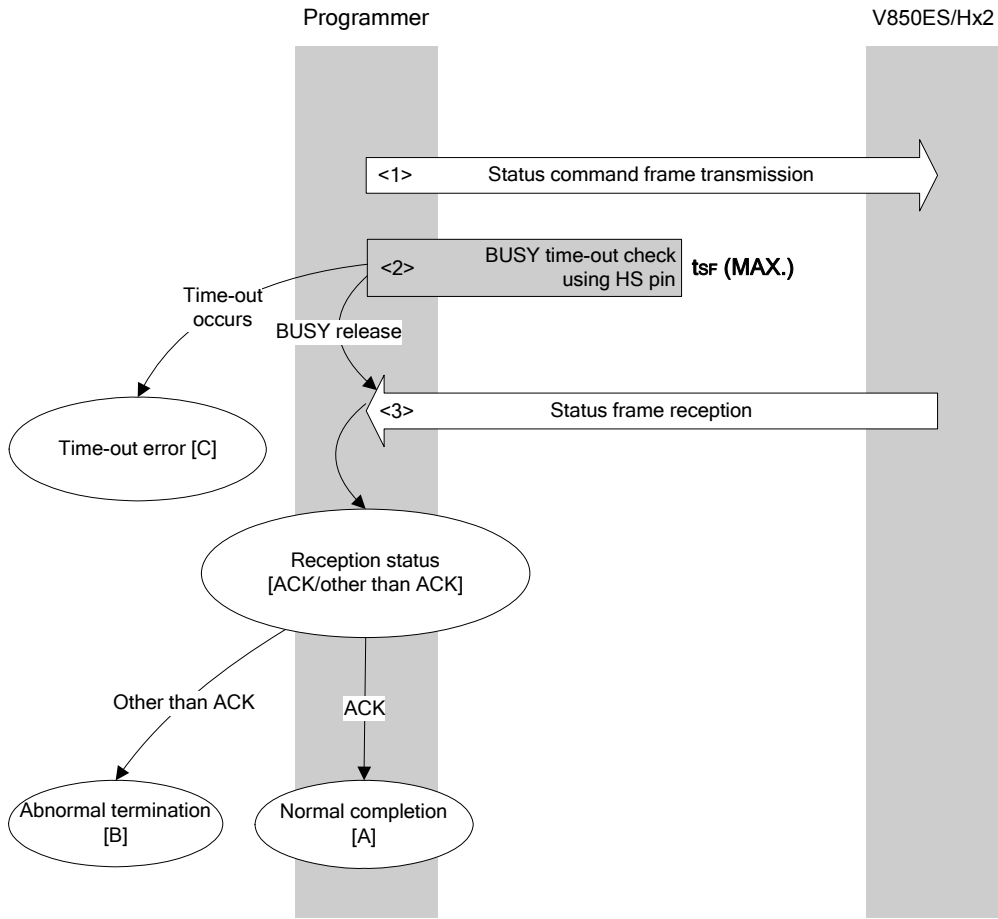 Programmer
V850ES/Hx2
<1>
Status command frame transmission
<2>
BUSY time-out check
using HS pin
tSF (MAX.)
Time-out
occurs
BUSY release
<3>
Status frame reception
Time-out error [C]
Reception status
[ACK/other than ACK]
Other than ACK
ACK
Abnormal termination
[B]
Normal completion
[A]